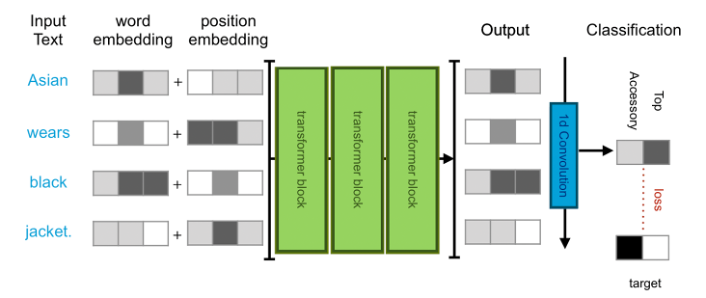 Input
Text
word
embedding
position
embedding
Output
Classification
Asian
+
wears
+
black
+
jacket.
+
transformer block
transformer block
transformer block
1d Convolution
Accessory
Top
loss
target